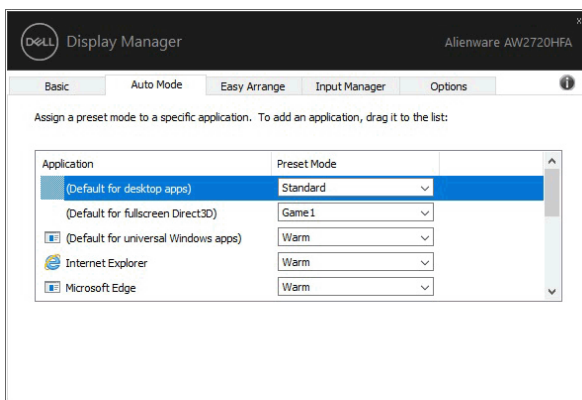 DELL Display Manager Alienware AW2720HFA
Basic Auto Mode Easy Arrange Input Manager Options
Assign a preset mode to a specific application. To add an application, drag it to the list:
Application Preset Mode
(Default for desktop apps) Standard
(Default for fullscreen Direct3D) Game1
(Default for universal Windows apps) Warm
Internet Explorer Warm
Microsoft Edge Warm